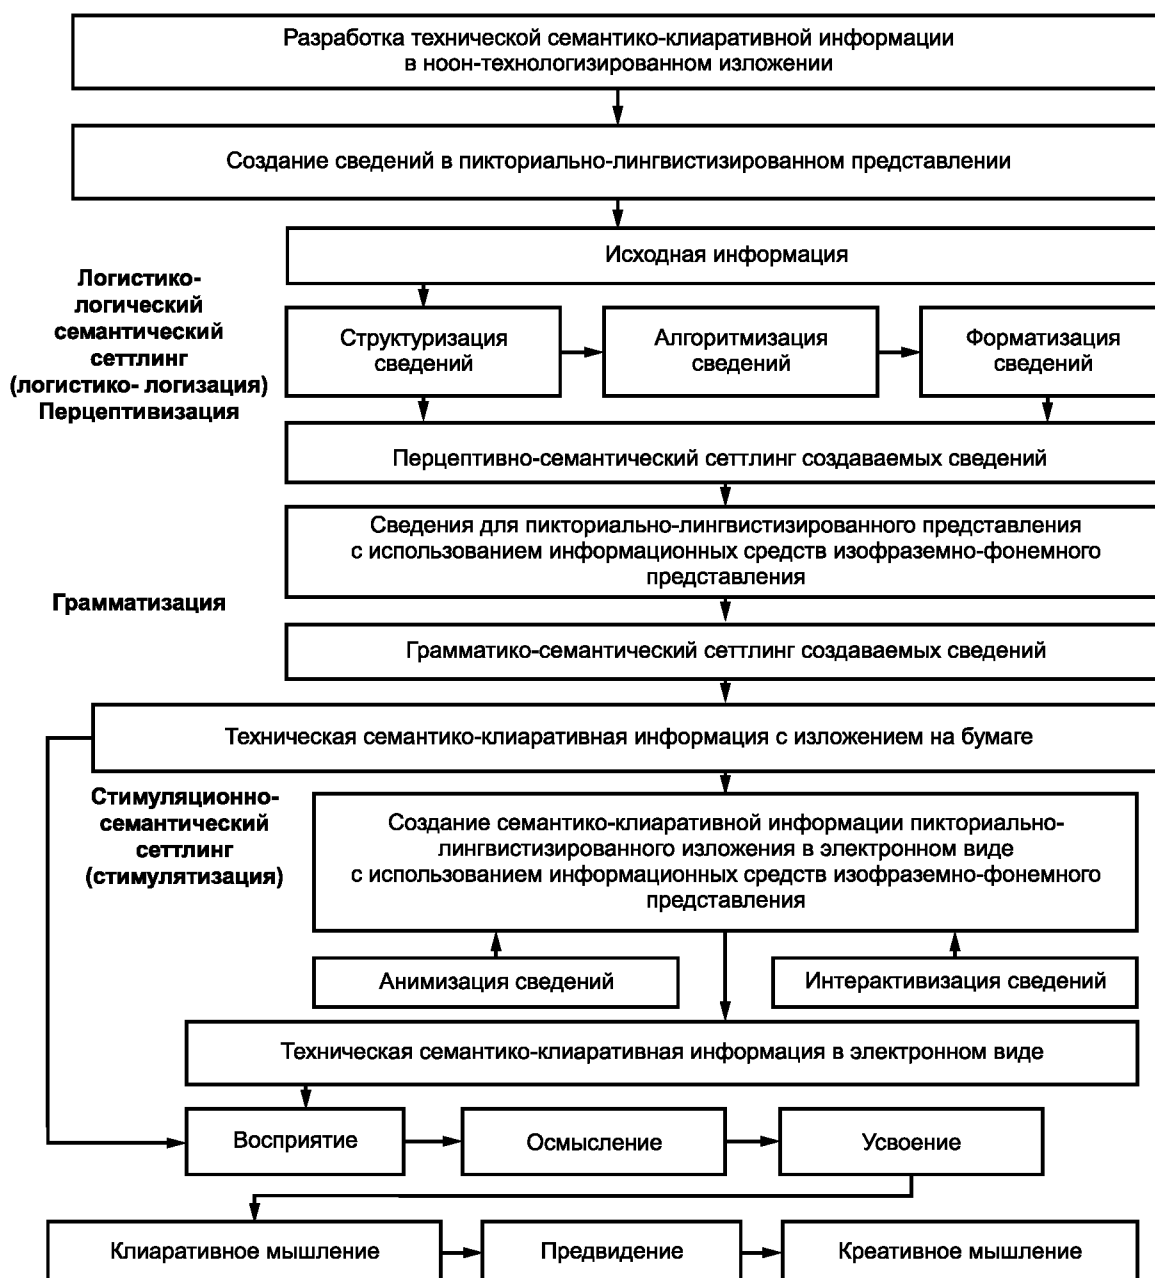 Разработка технической семантико-клиаративной информации
в ноон-технологизированном изложении
Создание сведений в пикториально-лингвистизированном представлении
Исходная информация
Логистико-
логический
семантический
сеттлинг
(логистико- логизация)
Перцептивизация
Структуризация
сведений
Алгоритмизация
сведений
Форматизация
сведений
Перцептивно-семантический сеттлинг создаваемых сведений
Сведения для пикториально-лингвистизированного представления
с использованием информационных средств изофраземно-фонемного
представления
Грамматизация
Грамматико-семантический сеттлинг создаваемых сведений
Техническая семантико-клиаративная информация с изложением на бумаге
Стимуляционно-
семантический
сеттлинг
(стимулятизация)
Создание семантико-клиаративной информации пикториально-
лингвистизированного изложения в электронном виде
с использованием информационных средств изофраземно-фонемного
представления
Анимизация сведений
Интерактивизация сведений
Техническая семантико-клиаративная информация в электронном виде
Восприятие
Осмысление
Усвоение
Клиаративное мышление
Предвидение
Креативное мышление